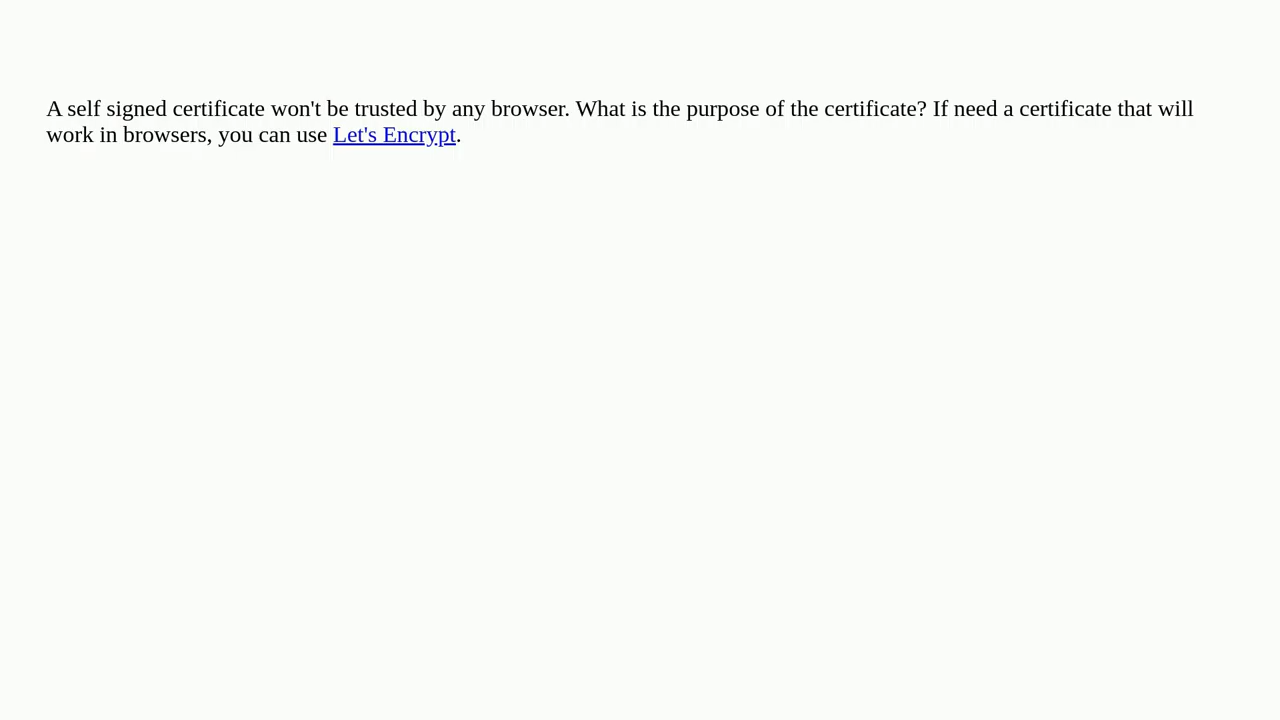 A self signed certificate won't be trusted by any browser. What is the purpose of the certificate? If need a certificate that will
work in browsers, you can use Let's Encrypt.